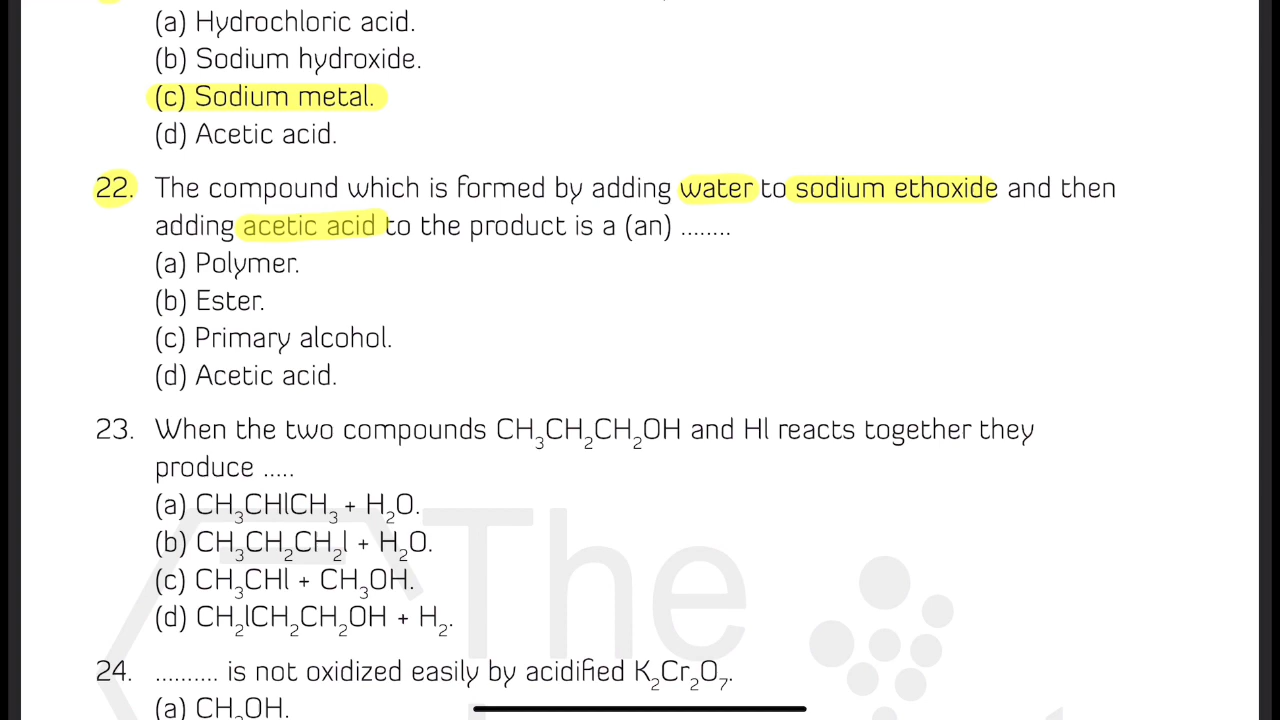 (a) Hydrochloric acid.
(b) Sodium hydroxide.
(c) Sodium metal.
(d) Acetic acid.
22. The compound which is formed by adding water to sodium ethoxide and then
adding acetic acid to the product is a (an) ........
(a) Polymer.
(b) Ester.
(c) Primary alcohol.
(d) Acetic acid.
23. When the two compounds CH₃CH₂CH₂OH and HI reacts together they
produce .....
(a) CH₃CHICH₃ + H₂O.
(b) CH₃CH₂CH₂I + H₂O.
(c) CH₃CHI + CH₃OH.
(d) CH₂ICH₂CH₂OH + H₂.
The
24. .......... is not oxidized easily by acidified K₂Cr₂O₇.
(a) CH₃OH.